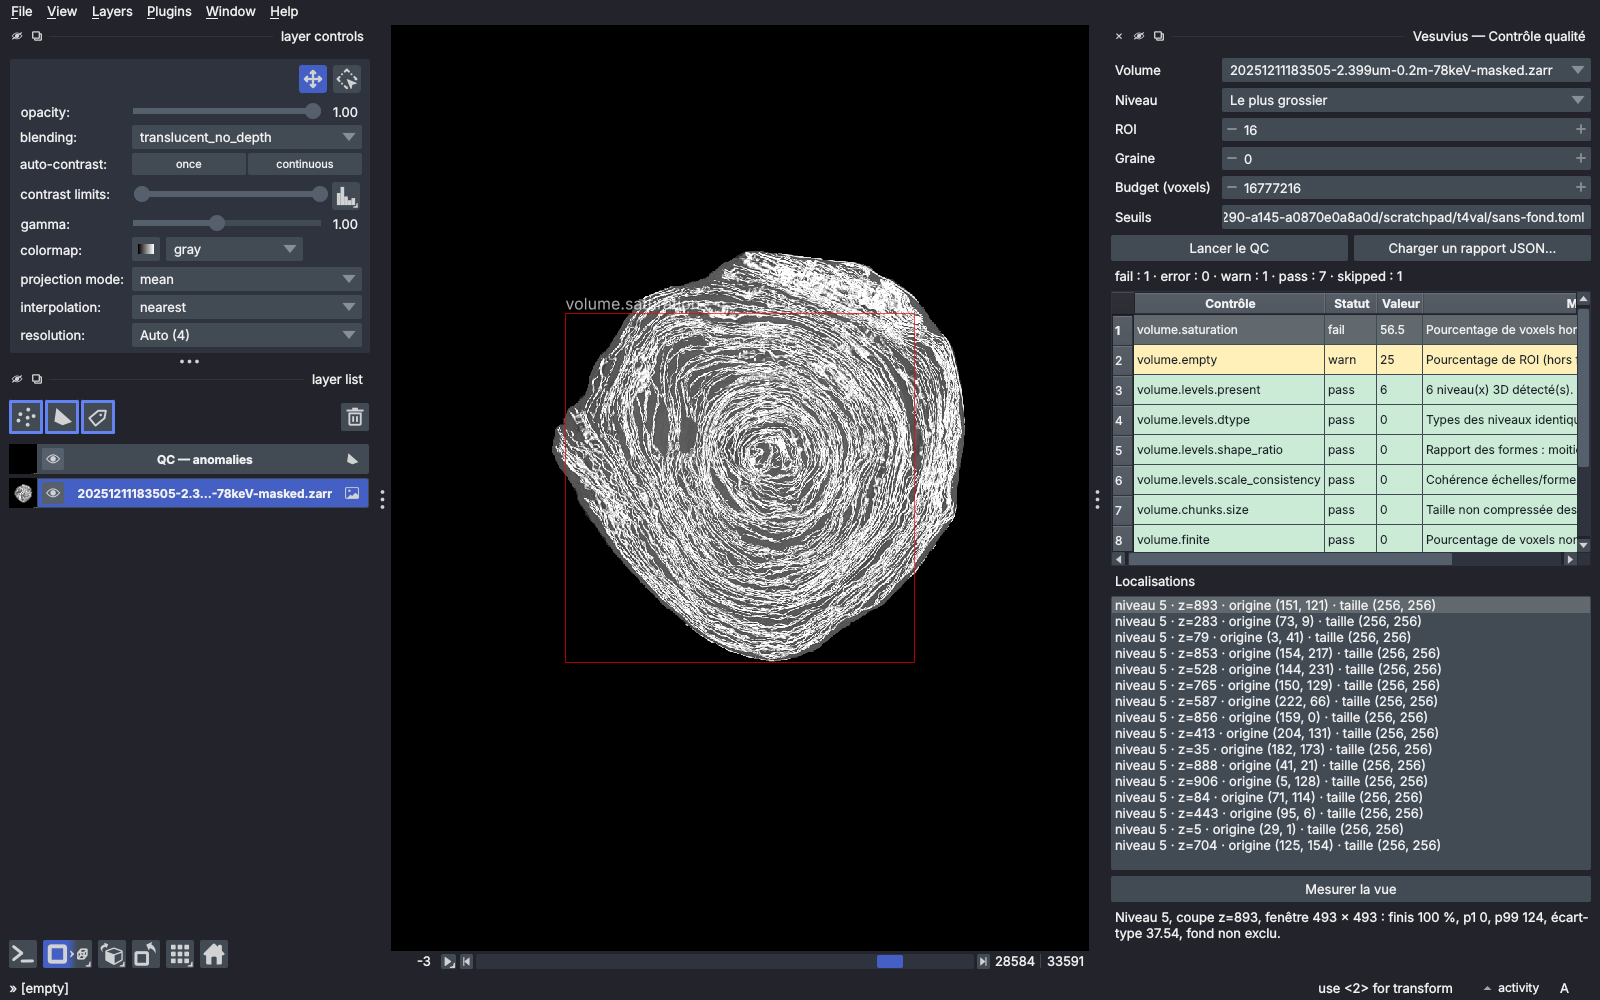 File View Layers Plugins Window Help
layer controls
opacity: 1.00
blending: translucent_no_depth
auto-contrast: once continuous
contrast limits:
gamma: 1.00
colormap: gray
projection mode: mean
interpolation: nearest
resolution: Auto (4)
layer list
QC — anomalies
20251211183505-2.3...-78keV-masked.zarr
» [empty]
volume.saturation
-3 28584 33591
use <2> for transform activity A
Vesuvius — Contrôle qualité
Volume 20251211183505-2.399um-0.2m-78keV-masked.zarr
Niveau Le plus grossier
ROI 16
Graine 0
Budget (voxels) 16777216
Seuils 290-a145-a0870e0a8a0d/scratchpad/t4val/sans-fond.toml
Lancer le QC Charger un rapport JSON...
fail : 1 · error : 0 · warn : 1 · pass : 7 · skipped : 1
Contrôle Statut Valeur M
1 volume.saturation fail 56.5 Pourcentage de voxels hor
2 volume.empty warn 25 Pourcentage de ROI (hors
3 volume.levels.present pass 6 6 niveau(x) 3D détecté(s).
4 volume.levels.dtype pass 0 Types des niveaux identiqu
5 volume.levels.shape_ratio pass 0 Rapport des formes : moiti
6 volume.levels.scale_consistency pass 0 Cohérence échelles/forme
7 volume.chunks.size pass 0 Taille non compressée des
8 volume.finite pass 0 Pourcentage de voxels nor
Localisations
niveau 5 · z=893 · origine (151, 121) · taille (256, 256)
niveau 5 · z=283 · origine (73, 9) · taille (256, 256)
niveau 5 · z=79 · origine (3, 41) · taille (256, 256)
niveau 5 · z=853 · origine (154, 217) · taille (256, 256)
niveau 5 · z=528 · origine (144, 231) · taille (256, 256)
niveau 5 · z=765 · origine (150, 129) · taille (256, 256)
niveau 5 · z=587 · origine (222, 66) · taille (256, 256)
niveau 5 · z=856 · origine (159, 0) · taille (256, 256)
niveau 5 · z=413 · origine (204, 131) · taille (256, 256)
niveau 5 · z=35 · origine (182, 173) · taille (256, 256)
niveau 5 · z=888 · origine (41, 21) · taille (256, 256)
niveau 5 · z=906 · origine (5, 128) · taille (256, 256)
niveau 5 · z=84 · origine (71, 114) · taille (256, 256)
niveau 5 · z=443 · origine (95, 6) · taille (256, 256)
niveau 5 · z=5 · origine (29, 1) · taille (256, 256)
niveau 5 · z=704 · origine (125, 154) · taille (256, 256)
Mesurer la vue
Niveau 5, coupe z=893, fenêtre 493 × 493 : finis 100 %, p1 0, p99 124, écart-
type 37.54, fond non exclu.